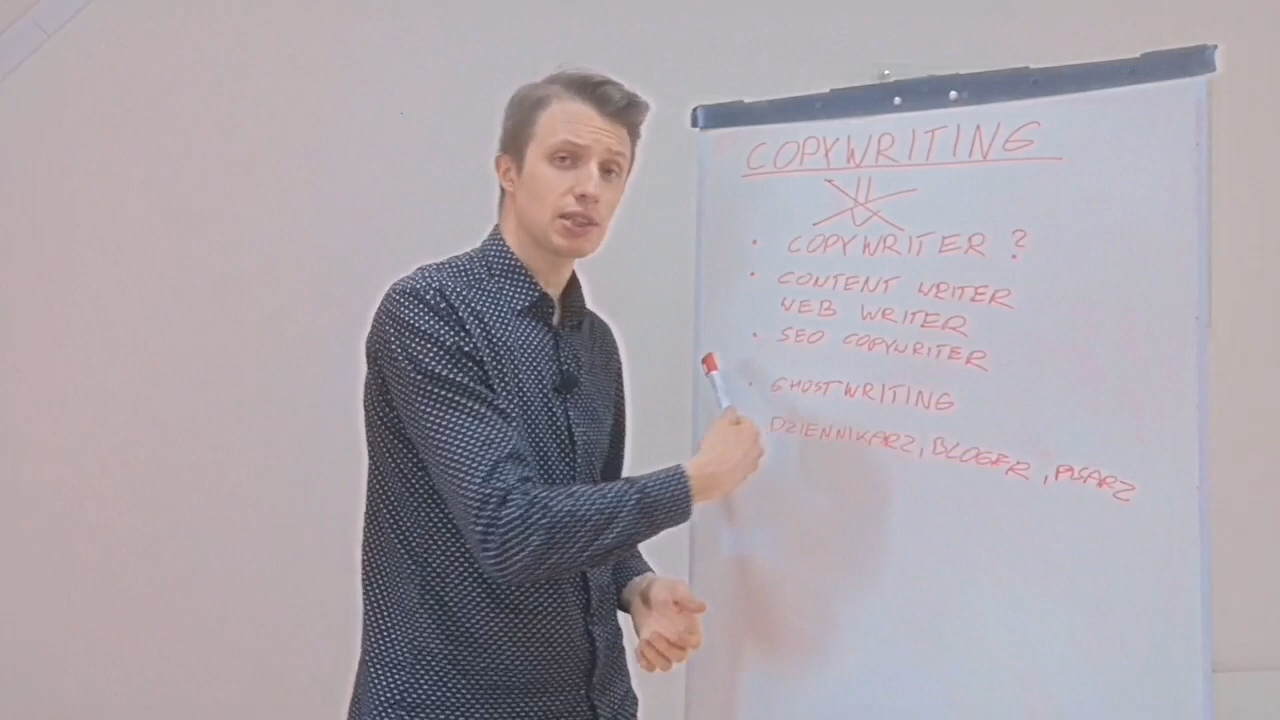 COPYWRITING
• COPYWRITER ?
• CONTENT WRITER
WEB WRITER
• SEO COPYWRITER
• GHOSTWRITING
DZIENNIKARZ, BLOGER, PISARZ